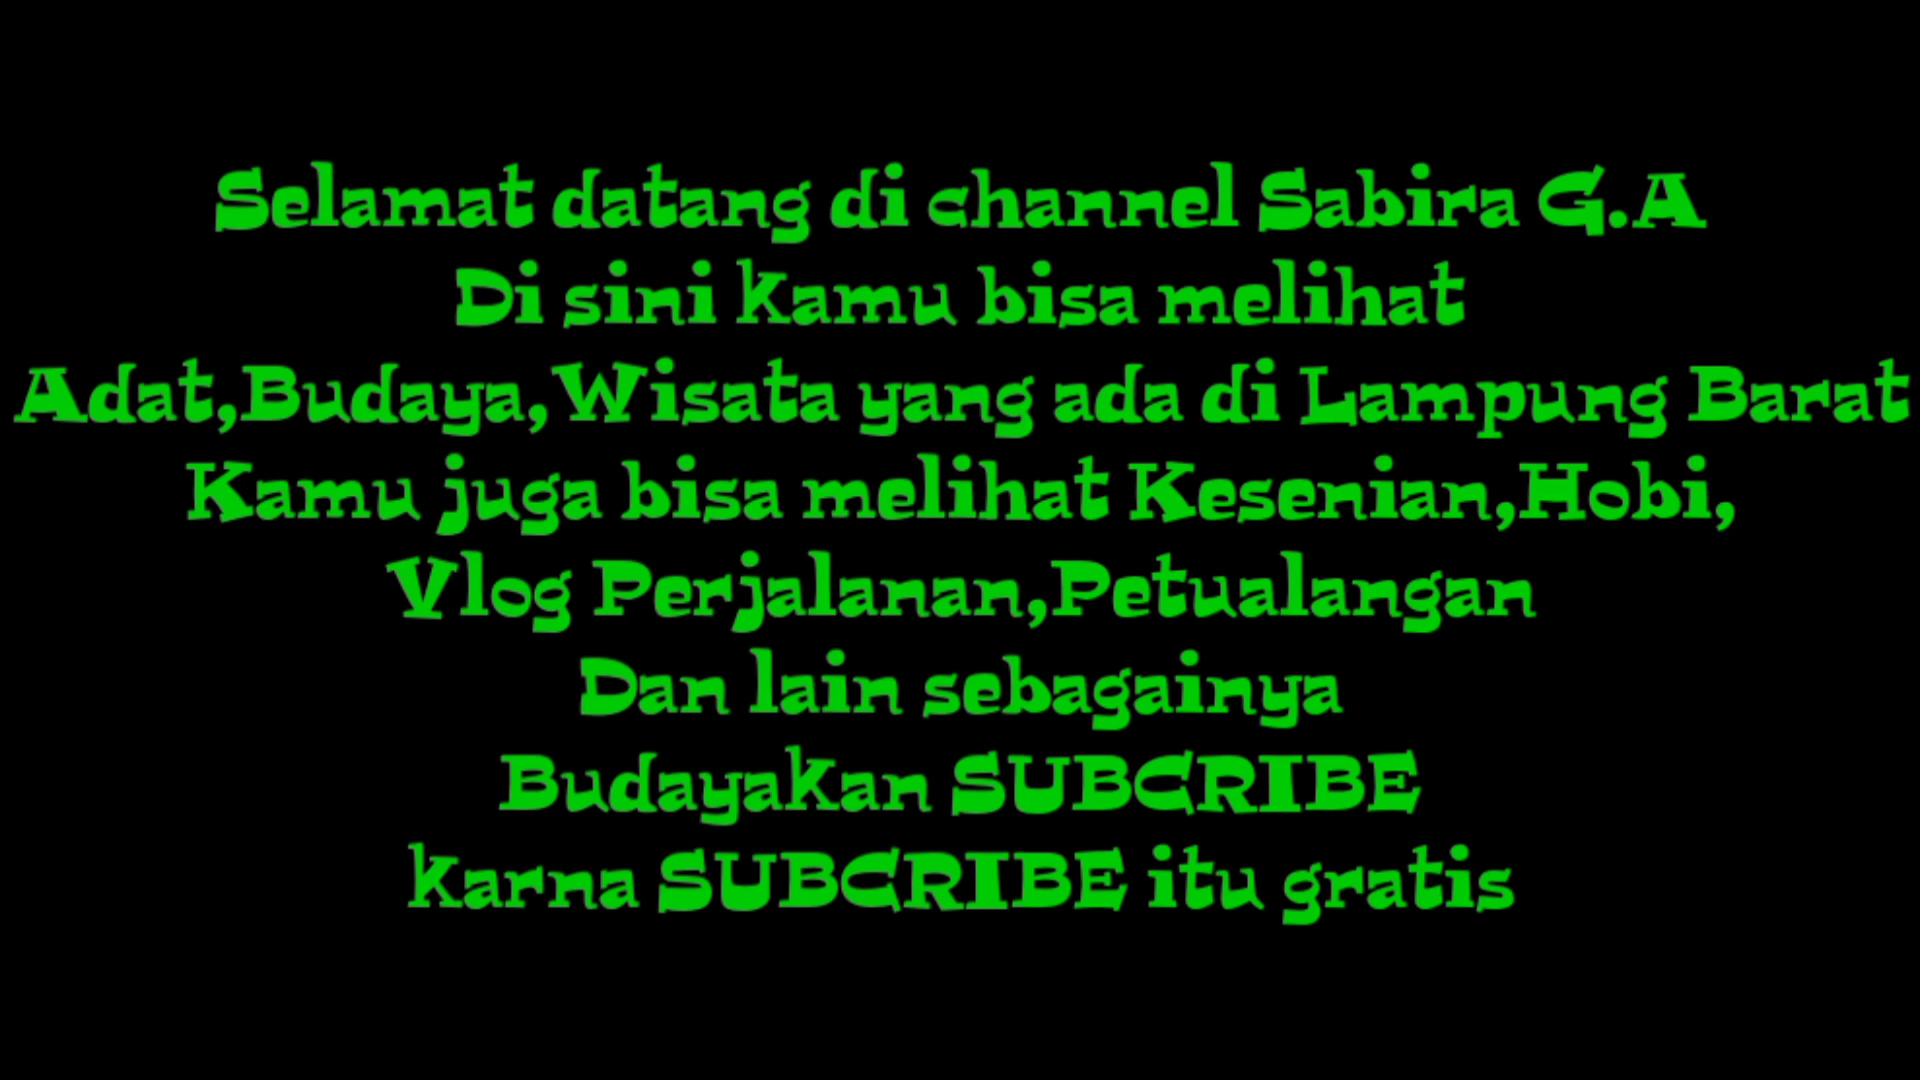 Selamat datang di channel Sabira G.A
Di sini kamu bisa melihat
Adat,Budaya,Wisata yang ada di Lampung Barat
Kamu juga bisa melihat Kesenian,Hobi,
Vlog Perjalanan,Petualangan
Dan lain sebagainya
Budayakan SUBCRIBE
karna SUBCRIBE itu gratis